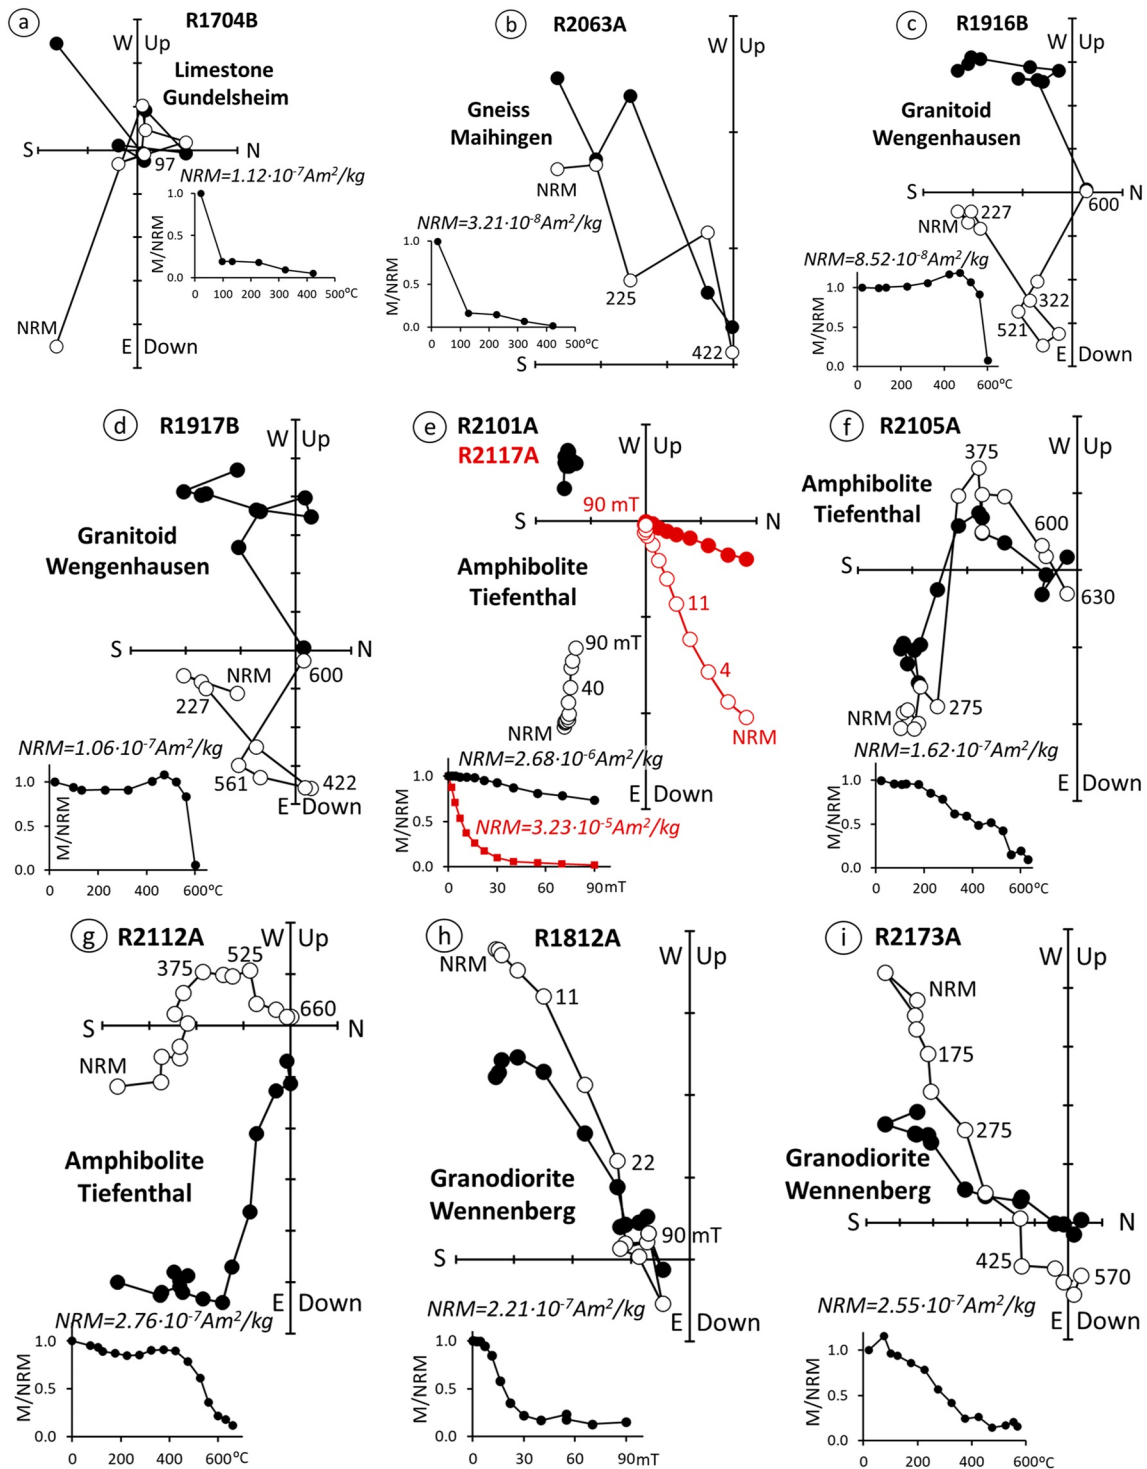 a
R1704B
W Up
Limestone
Gundelsheim
S N
97
NRM=1.12·10-7Am2/kg
1.0
M/NRM
0.5
0.0
0 100 200 300 400 500ºC
NRM
E Down
b
R2063A
W Up
Gneiss
Maihingen
NRM
NRM=3.21·10-8Am2/kg
1.0
M/NRM
0.5
0.0
0 100 200 300 400 500ºC
225
422
S
c
R1916B
W Up
Granitoid
Wengenhausen
S N
600
227
NRM
NRM=8.52·10-8Am2/kg
1.0
M/NRM
0.5
0.0
0 200 400 600ºC
322
521
E Down
d
R1917B
W Up
Granitoid
Wengenhausen
S N
NRM 600
227
NRM=1.06·10-7Am2/kg
561 422
E Down
1.0
M/NRM
0.5
0.0
0 200 400 600ºC
e
R2101A
R2117A
W Up
90 mT
S N
Amphibolite
Tiefenthal
11
90 mT
4
40
NRM
NRM
NRM=2.68·10-6Am2/kg
E Down
1.0
M/NRM
0.5
0.0
NRM=3.23·10-5Am2/kg
0 30 60 90mT
f
R2105A
W Up
375
Amphibolite
Tiefenthal
600
S N
630
275
NRM
NRM=1.62·10-7Am2/kg
E Down
1.0
M/NRM
0.5
0.0
0 200 400 600ºC
g
R2112A
W Up
375 525
660
S N
NRM
Amphibolite
Tiefenthal
E Down
NRM=2.76·10-7Am2/kg
1.0
M/NRM
0.5
0.0
0 200 400 600ºC
h
R1812A
W Up
NRM
11
22
Granodiorite
Wennenberg
90 mT
S
NRM=2.21·10-7Am2/kg
E Down
1.0
M/NRM
0.5
0.0
0 30 60 90mT
i
R2173A
W Up
NRM
175
275
Granodiorite
Wennenberg
S N
425 570
NRM=2.55·10-7Am2/kg
E Down
1.0
M/NRM
0.5
0.0
0 200 400 600ºC